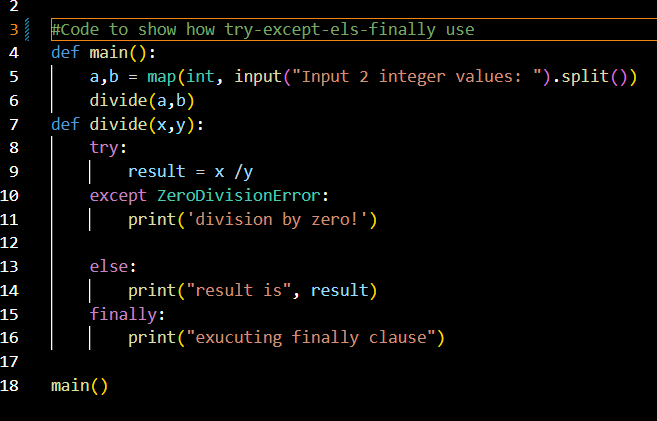 2
3 #Code to show how try-except-els-finally use
4 def main():
5     a,b = map(int, input("Input 2 integer values: ").split())
6     divide(a,b)
7 def divide(x,y):
8     try:
9         result = x /y
10     except ZeroDivisionError:
11         print('division by zero!')
12
13     else:
14         print("result is", result)
15     finally:
16         print("exucuting finally clause")
17
18 main()